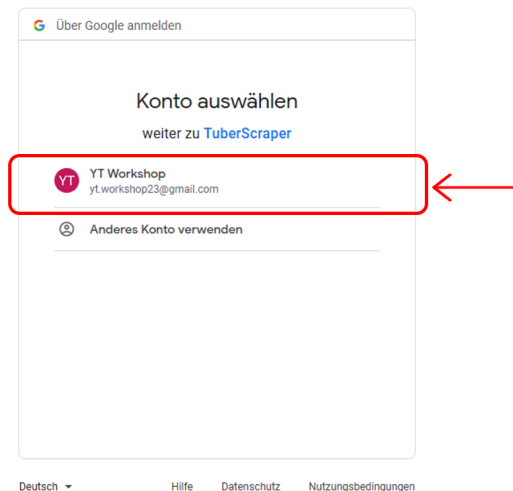 Über Google anmelden
Konto auswählen
weiter zu TuberScraper
YT
YT Workshop
yt.workshop23@gmail.com
Anderes Konto verwenden
Deutsch
Hilfe
Datenschutz
Nutzungsbedingungen